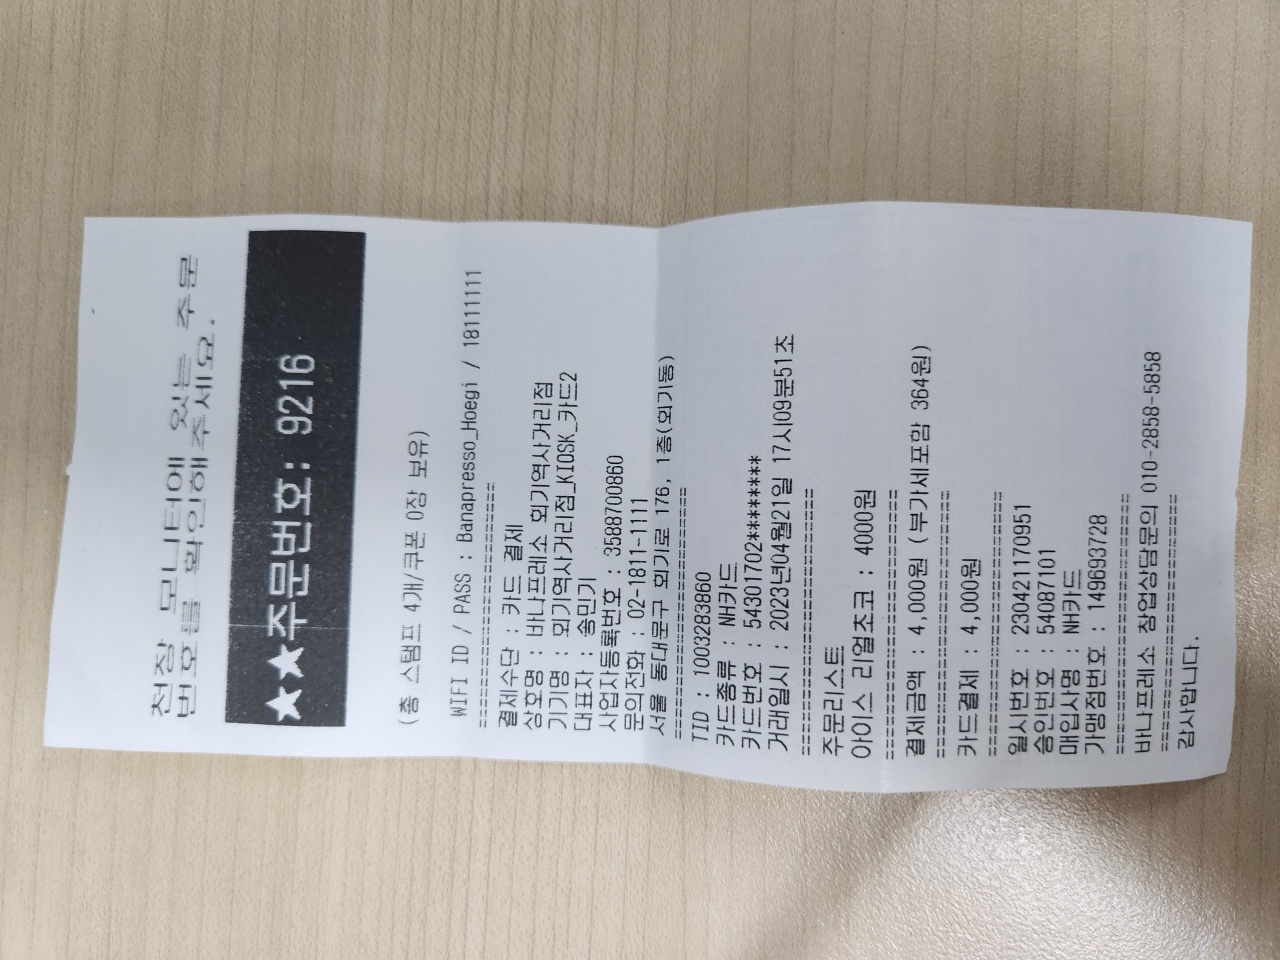 천장 모니터에 있는 주문
번호를 확인해주세요.
★★주문번호: 9216
(총 스탬프 4개/쿠폰 0장 보유)
WIFI ID / PASS : Banapresso_Hoegi / 18111111
===========================
결제수단 : 카드 결제
상호명 : 바나프레소 회기역사거리점
기기명 : 회기역사거리점_KIOSK_카드2
대표자 : 송민기
사업자등록번호 : 3588700860
문의전화 : 02-1811-1111
서울 동대문구 회기로 176, 1층(회기동)
===========================
TID : 1003283860
카드종류 : NH카드
카드번호 : 54301702********
거래일시 : 2023년04월21일 17시09분51초
===========================
주문리스트
아이스 리얼초코 : 4000원
===========================
결제금액 : 4,000원 (부가세포함 364원)
===========================
카드결제 : 4,000원
===========================
일시번호 : 230421170951
승인번호 : 54087101
매입사명 : NH카드
가맹점번호 : 149693728
===========================
바나프레소 창업상담문의 010-2858-5858
===========================
감사합니다.